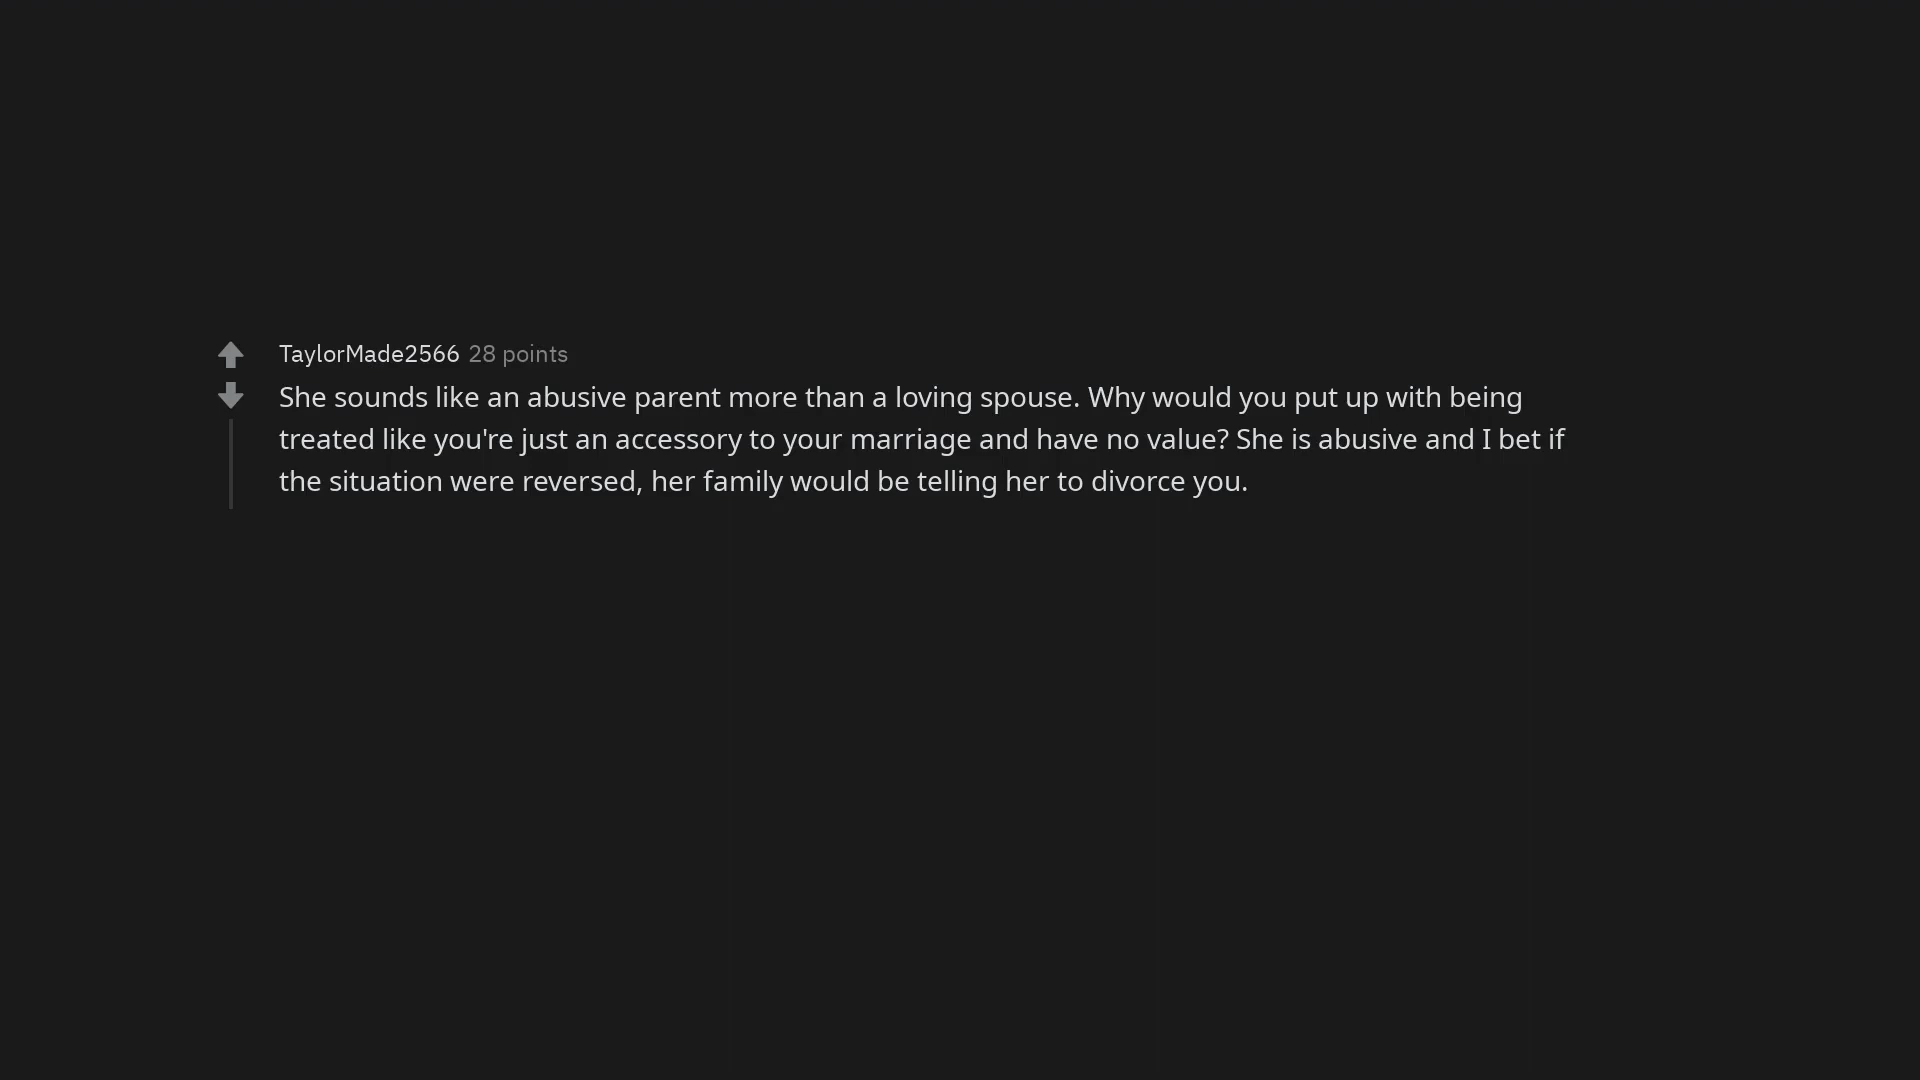 TaylorMade2566 28 points
She sounds like an abusive parent more than a loving spouse. Why would you put up with being
treated like you're just an accessory to your marriage and have no value? She is abusive and I bet if
the situation were reversed, her family would be telling her to divorce you.